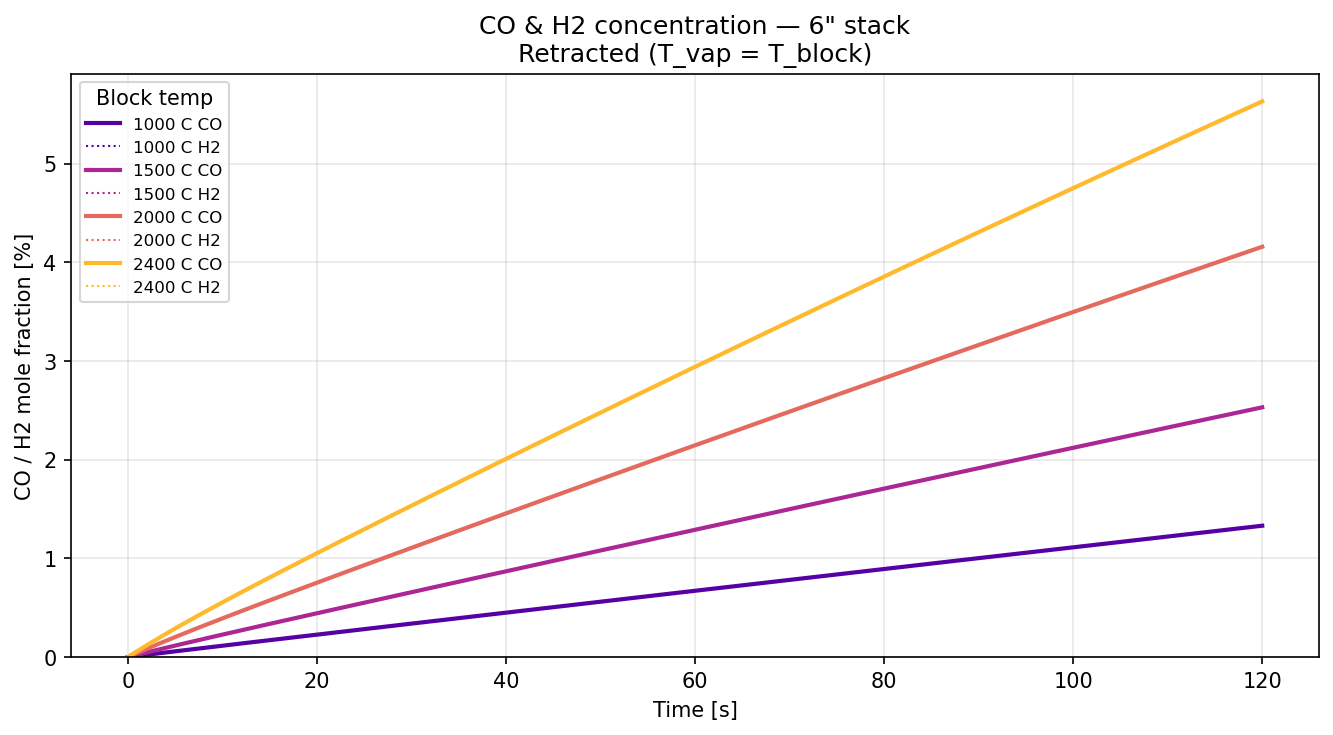 CO & H2 concentration — 6" stack
Retracted (T_vap = T_block)
Block temp
1000 C CO
1000 C H2
1500 C CO
1500 C H2
2000 C CO
2000 C H2
2400 C CO
2400 C H2
CO / H2 mole fraction [%]
5
4
3
2
1
0
0 20 40 60 80 100 120
Time [s]